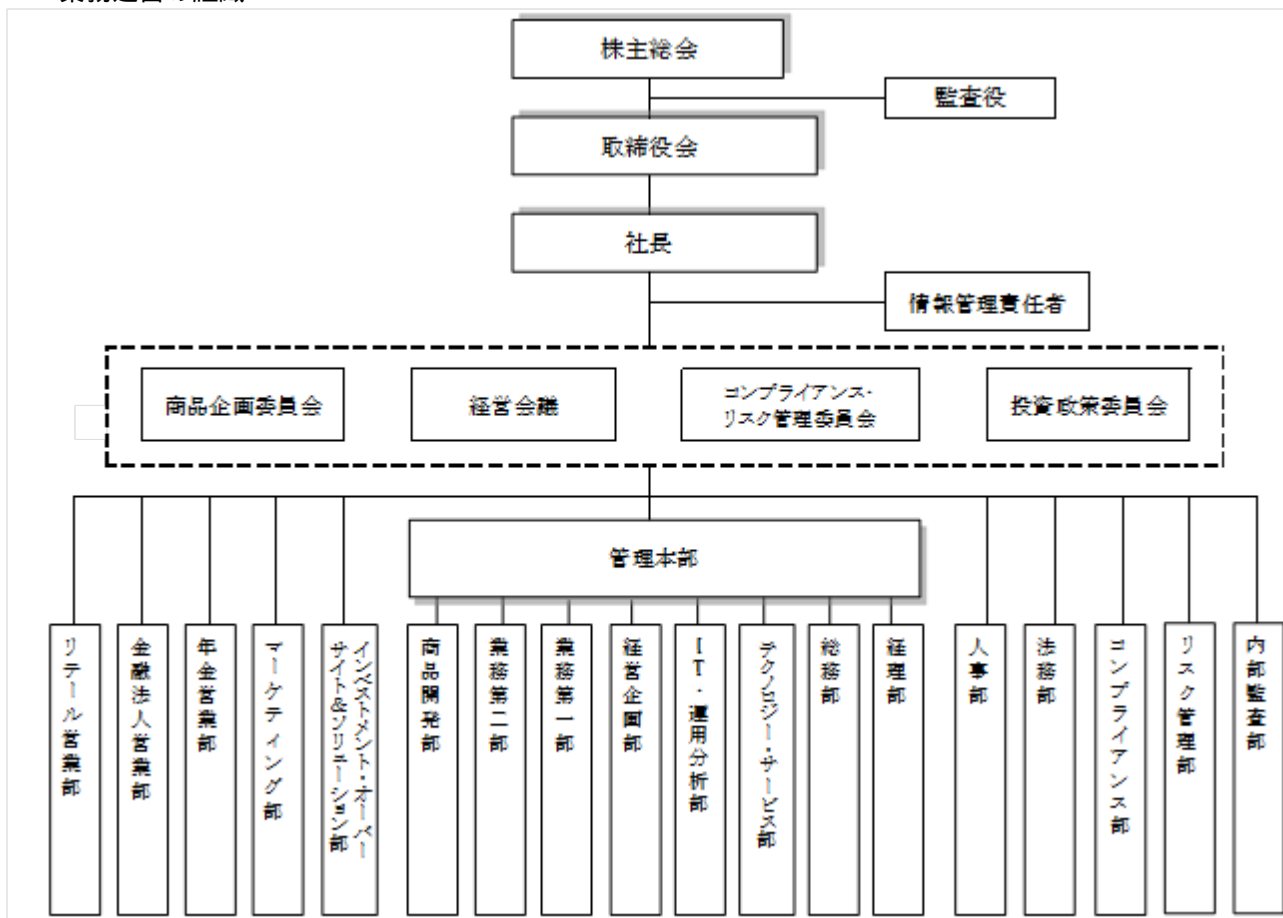 株主総会
監査役
取締役会
社長
情報管理責任者
商品企画委員会
経営会議
コンプライアンス・
リスク管理委員会
投資政策委員会
管理本部
リテール営業部
金融法人営業部
年金営業部
マーケティング部
インベストメント・オーバー
サイト&ソリューション部
商品開発部
業務第二部
業務第一部
経営企画部
IT・運用分析部
テクノロジー・サービス部
総務部
経理部
人事部
法務部
コンプライアンス部
リスク管理部
内部監査部